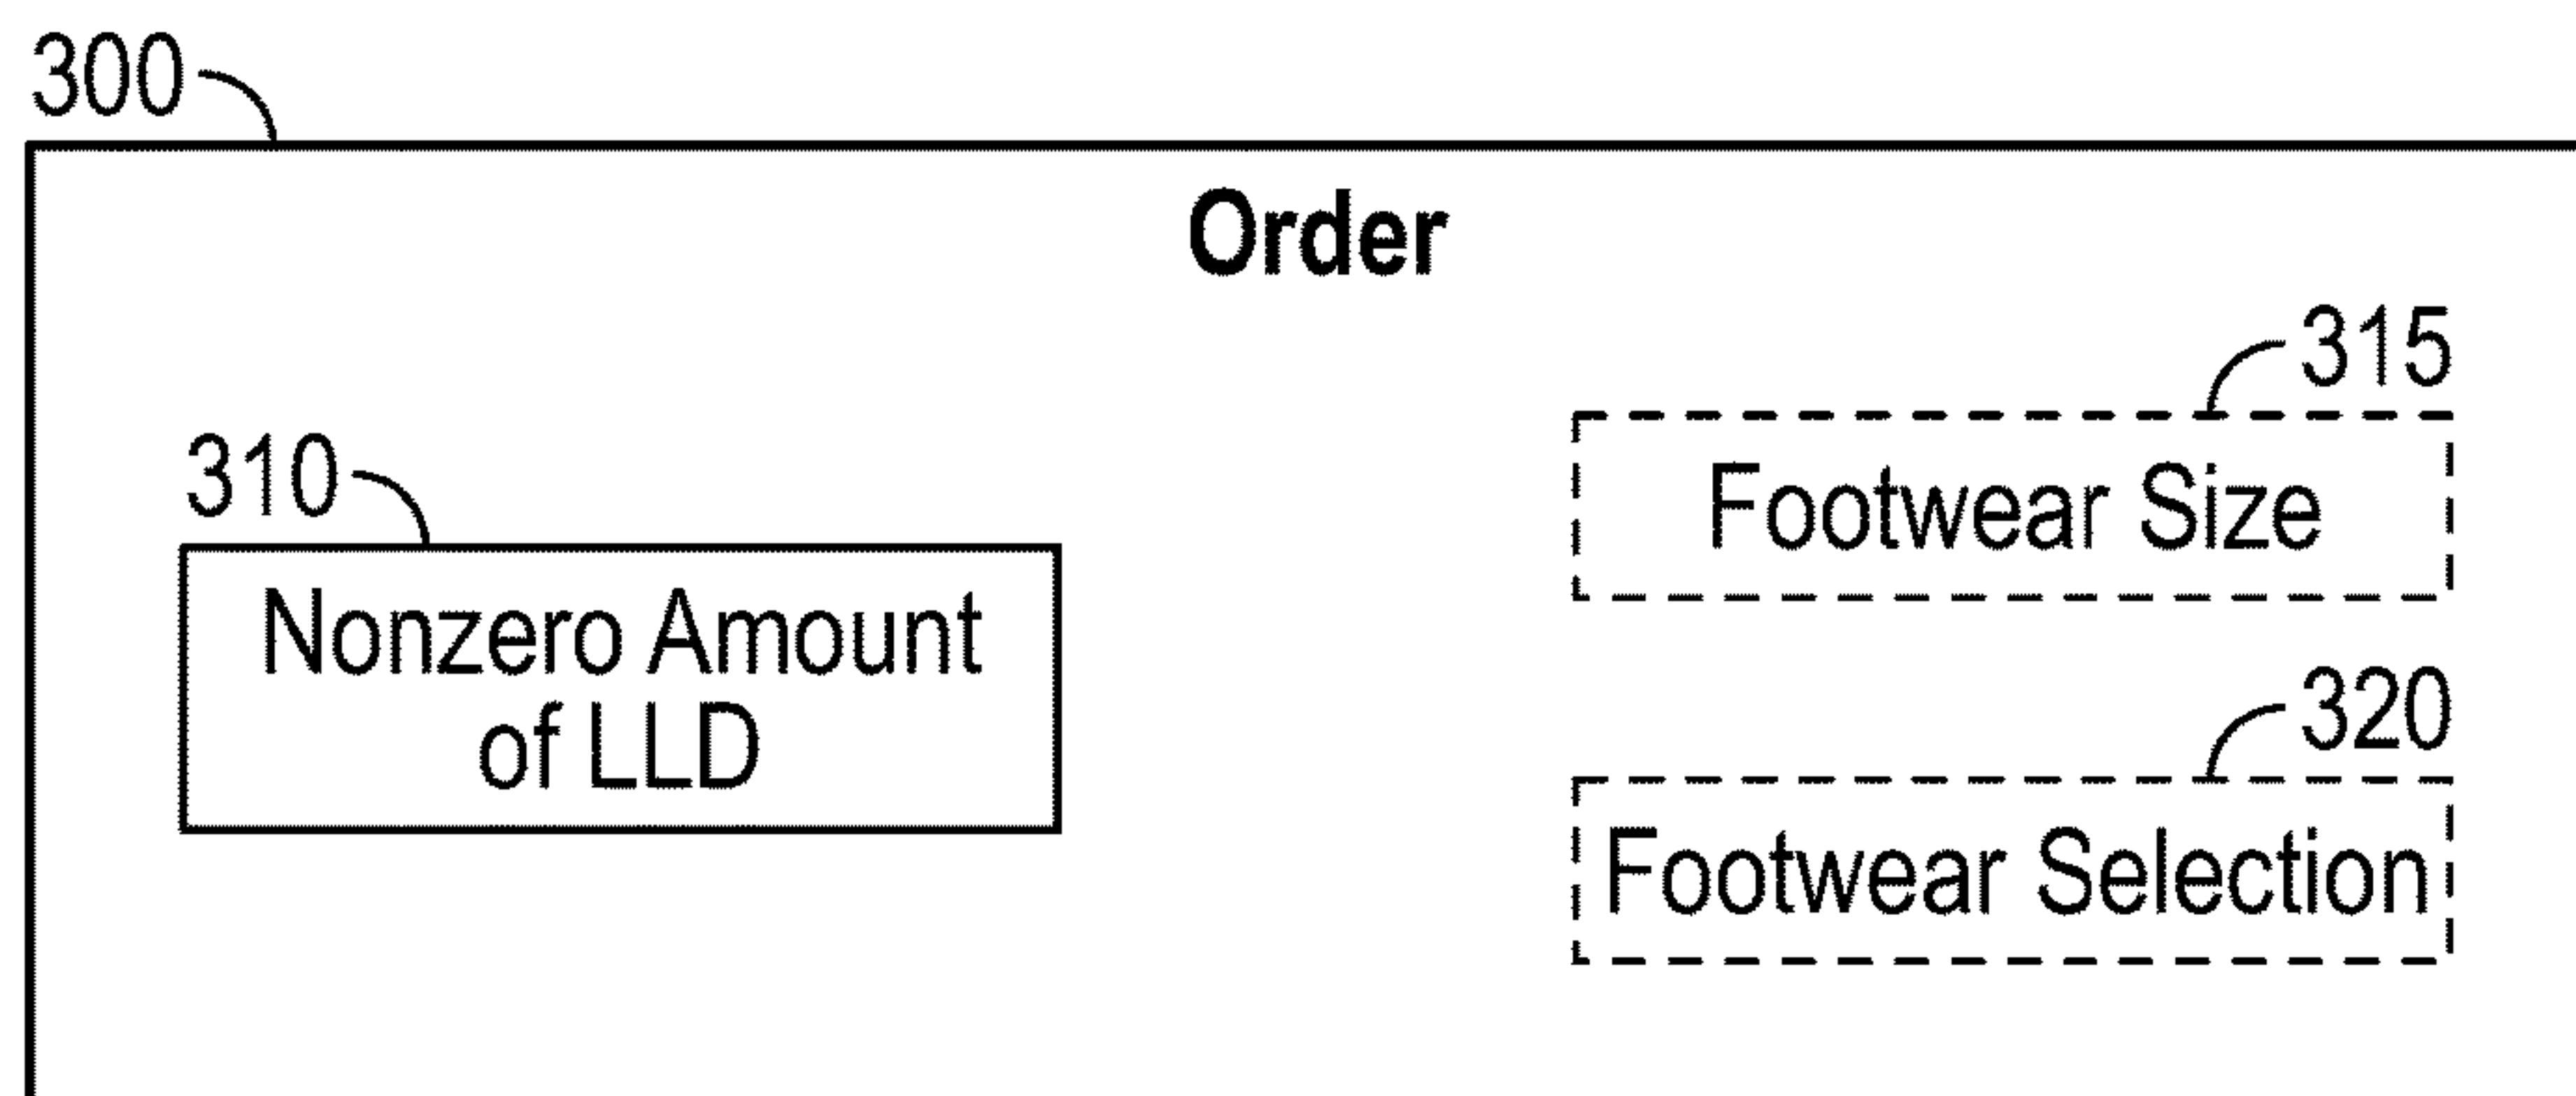 300
Order
315
Footwear Size
310
Nonzero Amount
of LLD
320
Footwear Selection